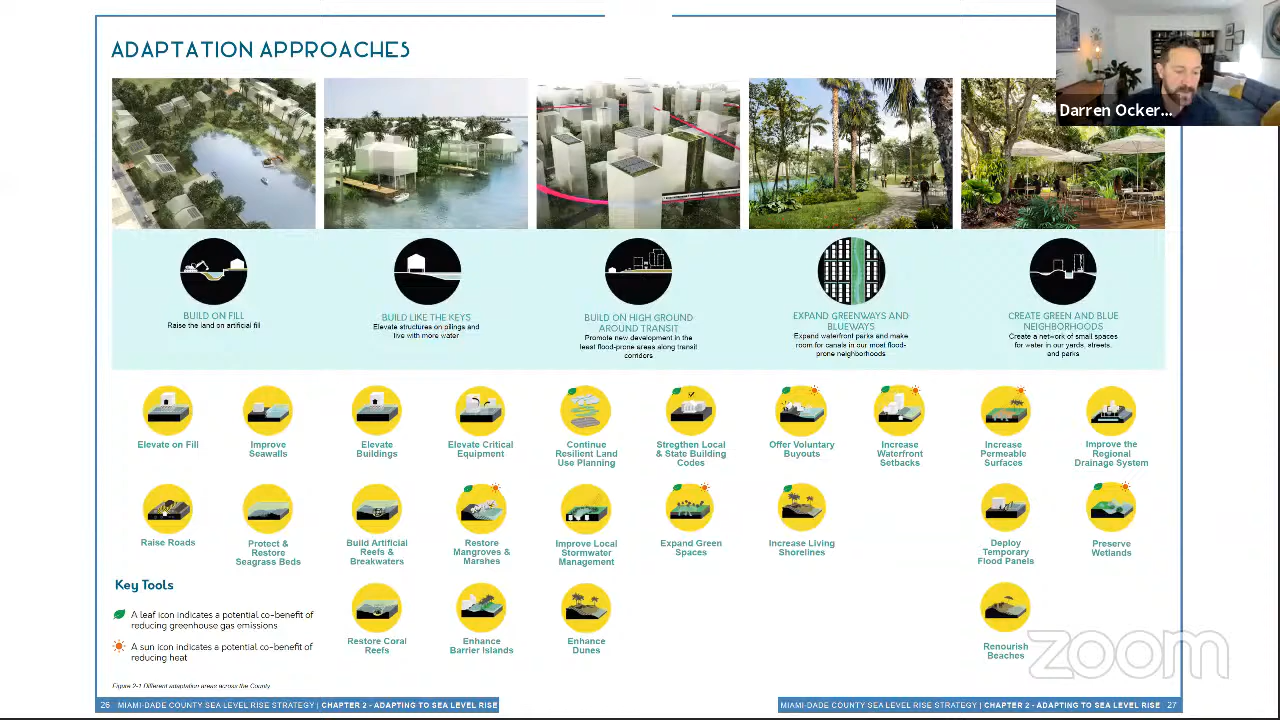 ADAPTATION APPROACHES
Darren Ocker...
BUILD ON FILL
Raise the land on artificial fill
BUILD LIKE THE KEYS
Elevate structures on pilings and
live with more water
BUILD ON HIGH GROUND
AROUND TRANSIT
Promote new development in the
least flood-prone areas along transit
corridors
EXPAND GREENWAYS AND
BLUEWAYS
Expand waterfront parks and make
room for canals in our most flood-
prone neighborhoods
CREATE GREEN AND BLUE
NEIGHBORHOODS
Create a network of small spaces
for water in our yards, streets,
and parks
Elevate on Fill
Improve
Seawalls
Elevate
Buildings
Elevate Critical
Equipment
Continue
Resilient Land
Use Planning
Stregthen Local
& State Building
Codes
Offer Voluntary
Buyouts
Increase
Waterfront
Setbacks
Increase
Permeable
Surfaces
Improve the
Regional
Drainage System
Raise Roads
Protect &
Restore
Seagrass Beds
Build Artificial
Reefs &
Breakwaters
Restore
Mangroves &
Marshes
Improve Local
Stormwater
Management
Expand Green
Spaces
Increase Living
Shorelines
Deploy
Temporary
Flood Panels
Preserve
Wetlands
Key Tools
A leaf icon indicates a potential co-benefit of
reducing greenhouse gas emissions
A sun icon indicates a potential co-benefit of
reducing heat
Restore Coral
Reefs
Enhance
Barrier Islands
Enhance
Dunes
Renourish
Beaches
zoom
Figure 2-1 Different adaptation areas across the County
26 MIAMI-DADE COUNTY SEA LEVEL RISE STRATEGY | CHAPTER 2 - ADAPTING TO SEA LEVEL RISE
MIAMI-DADE COUNTY SEA LEVEL RISE STRATEGY | CHAPTER 2 - ADAPTING TO SEA LEVEL RISE 27